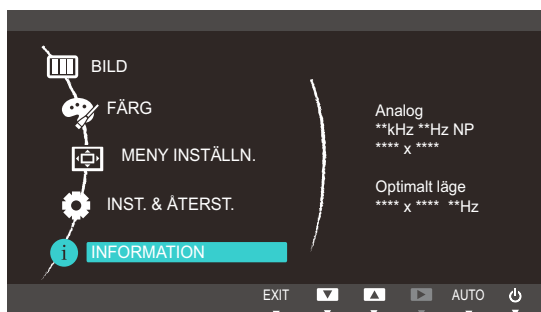 BILD
FÄRG
MENY INSTÄLLN.
INST. & ÅTERST.
i INFORMATION
Analog
**kHz **Hz NP
**** x ****
Optimalt läge
**** x **** **Hz
EXIT AUTO